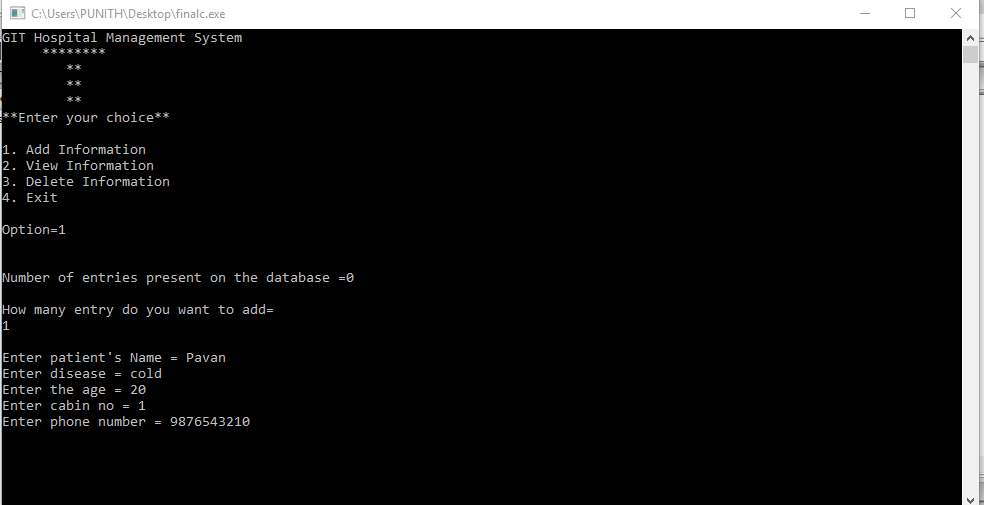 C:\Users\PUNITH\Desktop\finalc.exe
GIT Hospital Management System
********
**
**
**
**Enter your choice**
1. Add Information
2. View Information
3. Delete Information
4. Exit
Option=1
Number of entries present on the database =0
How many entry do you want to add=
1
Enter patient's Name = Pavan
Enter disease = cold
Enter the age = 20
Enter cabin no = 1
Enter phone number = 9876543210